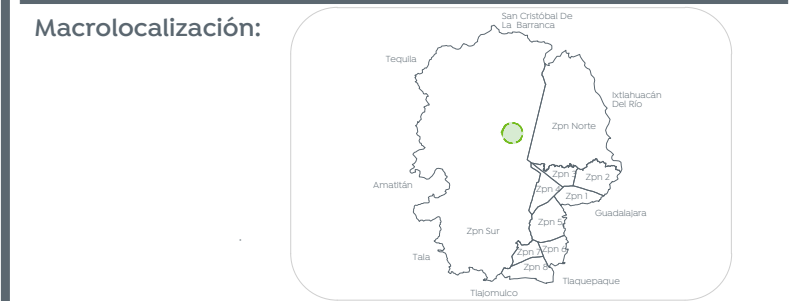 Macrolocalización:
San Cristóbal De
La Barranca
Tequila
Ixtlahuacán
Del Río
Zpn Norte
Zpn 3
Zpn 2
Amatitán
Zpn 4
Zpn 1
Guadalajara
Zpn 5
Zpn Sur
Zpn 7
Zpn 6
Tala
Zpn 8
Tlaquepaque
Tlajomulco